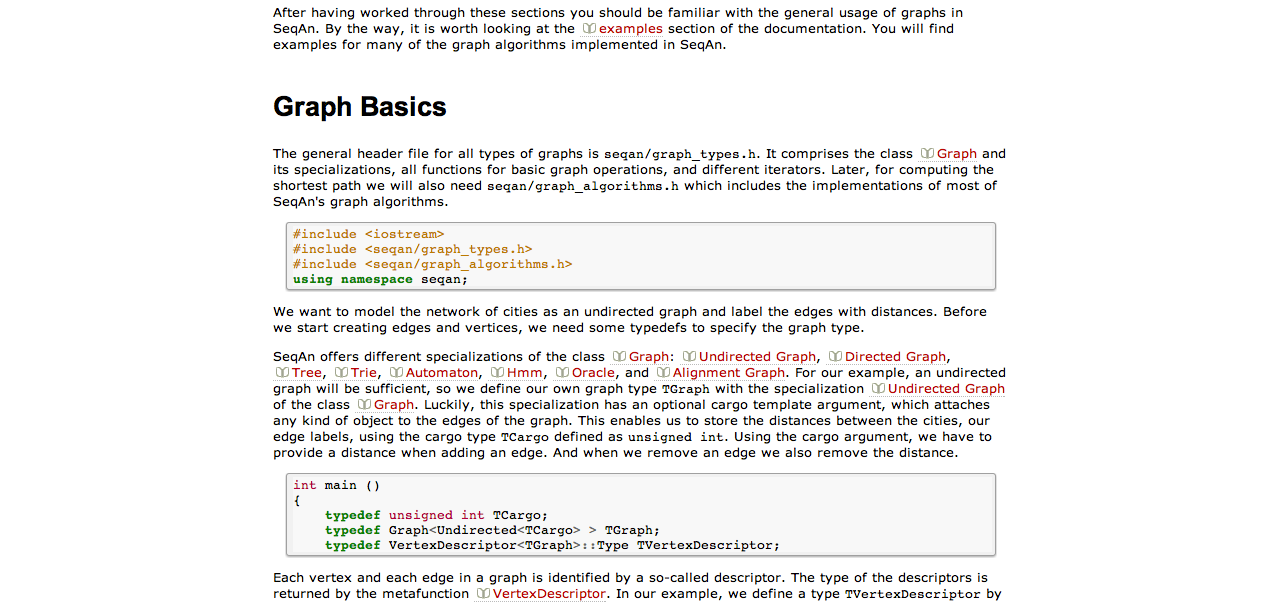 After having worked through these sections you should be familiar with the general usage of graphs in
SeqAn. By the way, it is worth looking at the examples section of the documentation. You will find
examples for many of the graph algorithms implemented in SeqAn.
Graph Basics
The general header file for all types of graphs is seqan/graph_types.h. It comprises the class Graph and
its specializations, all functions for basic graph operations, and different iterators. Later, for computing the
shortest path we will also need seqan/graph_algorithms.h which includes the implementations of most of
SeqAn's graph algorithms.
#include <iostream>
#include <seqan/graph_types.h>
#include <seqan/graph_algorithms.h>
using namespace seqan;
We want to model the network of cities as an undirected graph and label the edges with distances. Before
we start creating edges and vertices, we need some typedefs to specify the graph type.
SeqAn offers different specializations of the class Graph: Undirected Graph, Directed Graph,
Tree, Trie, Automaton, Hmm, Oracle, and Alignment Graph. For our example, an undirected
graph will be sufficient, so we define our own graph type TGraph with the specialization Undirected Graph
of the class Graph. Luckily, this specialization has an optional cargo template argument, which attaches
any kind of object to the edges of the graph. This enables us to store the distances between the cities, our
edge labels, using the cargo type TCargo defined as unsigned int. Using the cargo argument, we have to
provide a distance when adding an edge. And when we remove an edge we also remove the distance.
int main ()
{
    typedef unsigned int TCargo;
    typedef Graph<Undirected<TCargo> > TGraph;
    typedef VertexDescriptor<TGraph>::Type TVertexDescriptor;
Each vertex and each edge in a graph is identified by a so-called descriptor. The type of the descriptors is
returned by the metafunction VertexDescriptor. In our example, we define a type TVertexDescriptor by